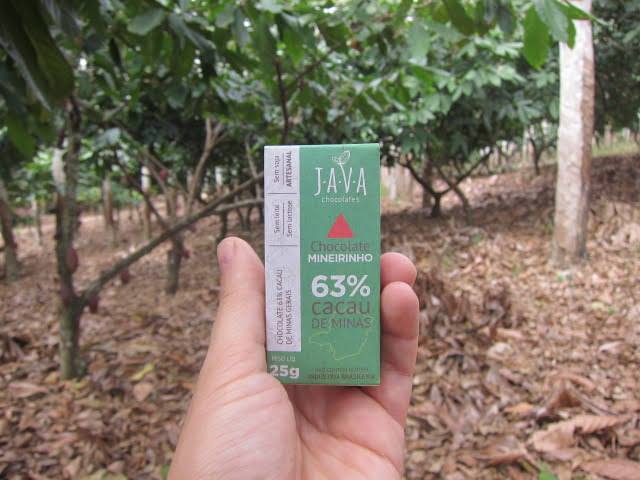 J·A·V·A
chocolates
Chocolate
MINEIRINHO
63%
cacau
DE MINAS
INDÚSTRIA BRASILEIRA
Sem soja
ARTESANAL
Sem leite
Sem lactose
CHOCOLATE 63% CACAU
DE MINAS GERAIS
PESO LÍQ.
25g